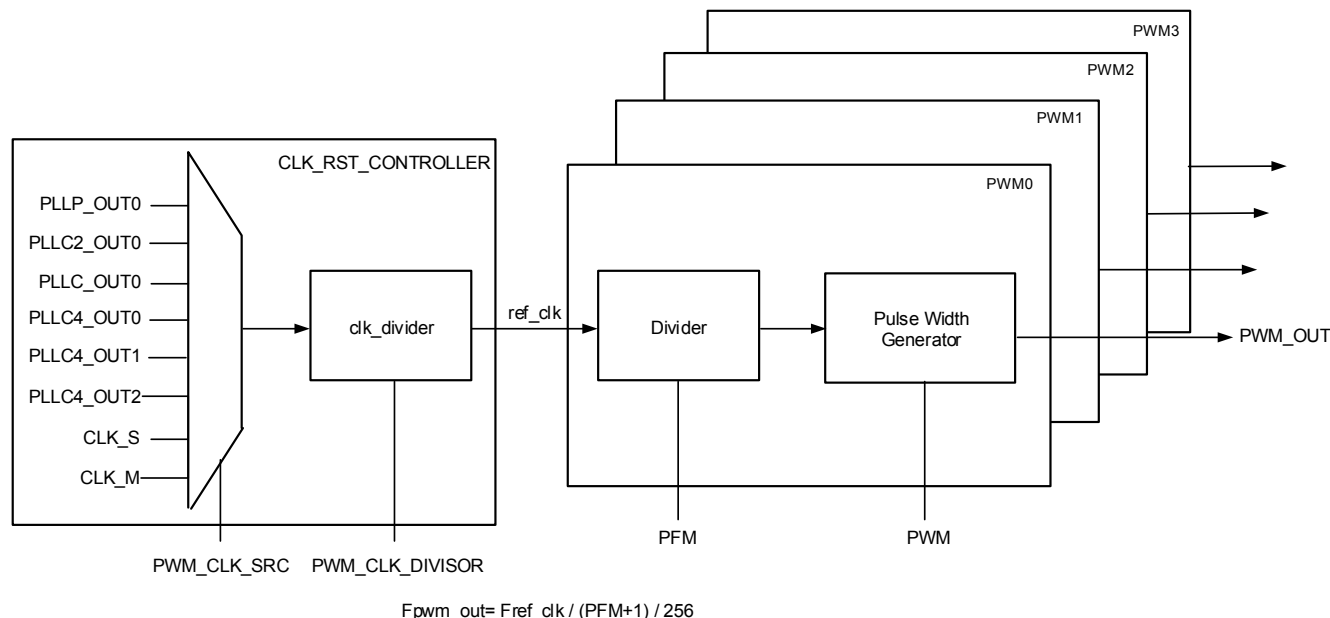 PWM3
PWM2
PWM1
PWM0
CLK_RST_CONTROLLER
PLLP_OUT0
PLLC2_OUT0
PLLC_OUT0
PLLC4_OUT0
PLLC4_OUT1
PLLC4_OUT2
CLK_S
CLK_M
clk_divider
ref_clk
Divider
Pulse Width
Generator
PWM_OUT
PWM_CLK_SRC
PWM_CLK_DIVISOR
PFM
PWM
Fpwm_out= Fref_clk / (PFM+1) / 256